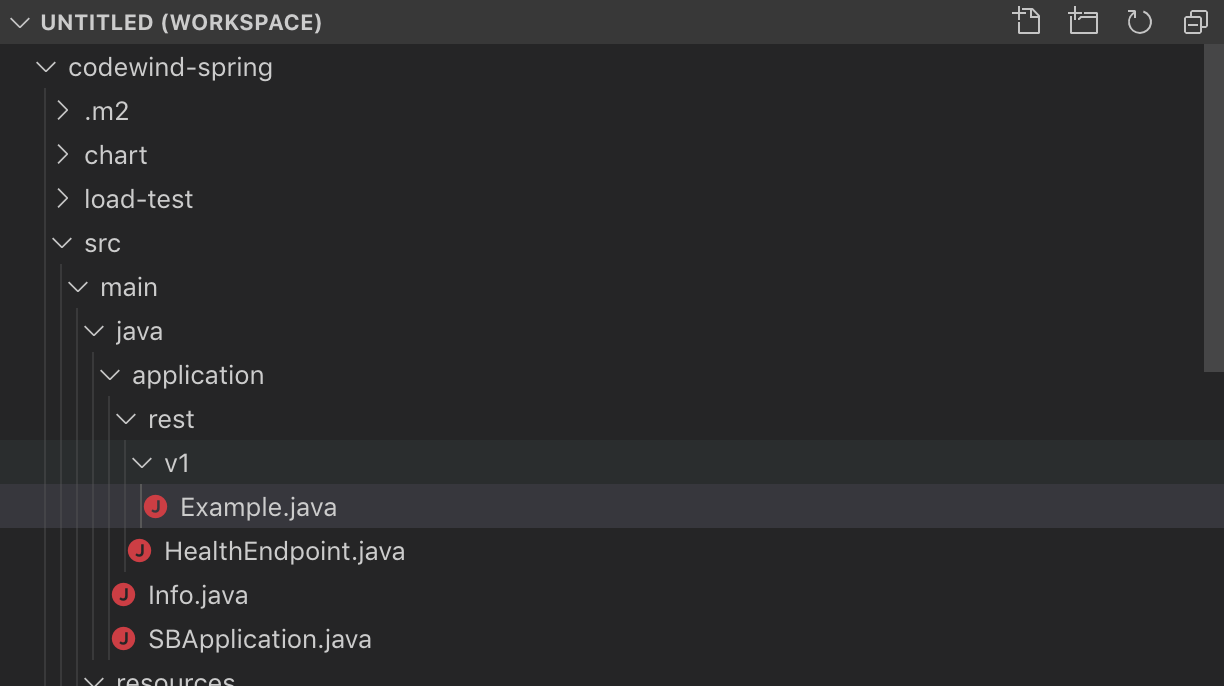 UNTITLED (WORKSPACE)
codewind-spring
.m2
chart
load-test
src
main
java
application
rest
v1
J Example.java
J HealthEndpoint.java
J Info.java
J SBApplication.java
resources